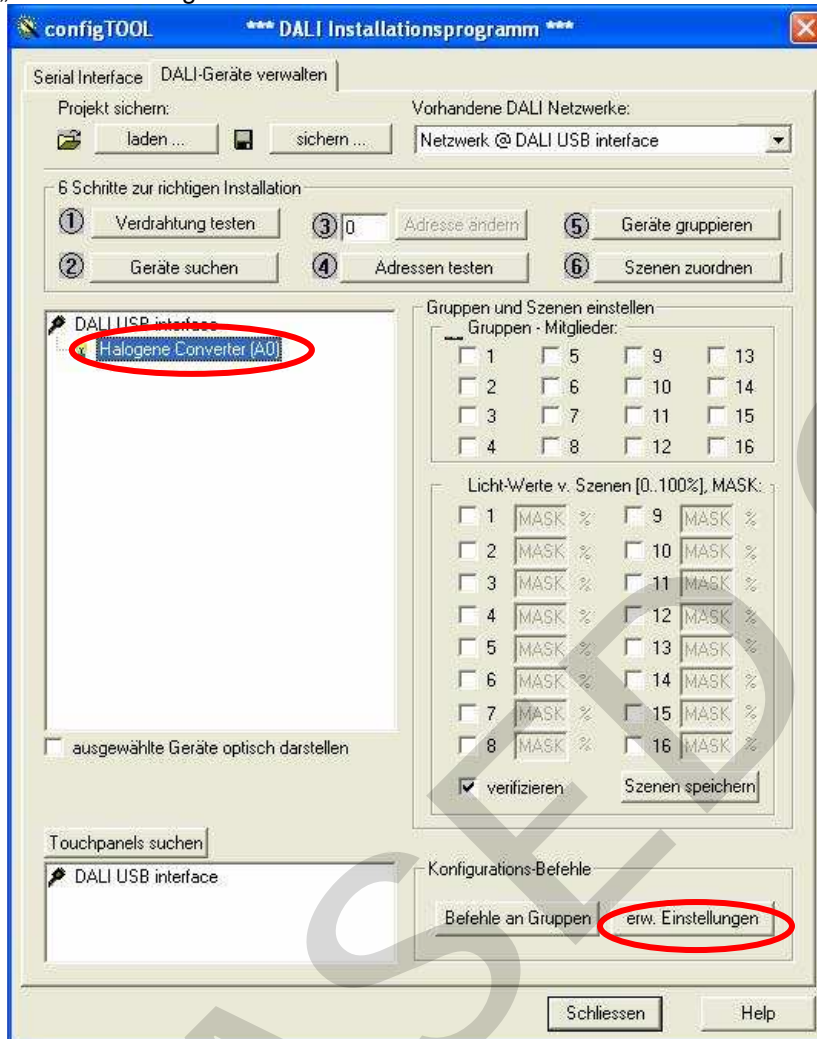 configTOOL *** DALI Installationsprogramm ***
Serial Interface DALI-Geräte verwalten
Projekt sichern: Vorhandene DALI Netzwerke:
laden ... sichern ... Netzwerk @ DALI USB interface
6 Schritte zur richtigen Installation
1 Verdrahtung testen 3 0 Adresse ändern 5 Geräte gruppieren
2 Geräte suchen 4 Adressen testen 6 Szenen zuordnen
DALI USB interface
Halogene Converter (A0)
Gruppen und Szenen einstellen
Gruppen - Mitglieder:
1 5 9 13
2 6 10 14
3 7 11 15
4 8 12 16
Licht-Werte v. Szenen [0..100%], MASK:
1 MASK % 9 MASK %
2 MASK % 10 MASK %
3 MASK % 11 MASK %
4 MASK % 12 MASK %
5 MASK % 13 MASK %
6 MASK % 14 MASK %
7 MASK % 15 MASK %
8 MASK % 16 MASK %
ausgewählte Geräte optisch darstellen
verifizieren Szenen speichern
Touchpanels suchen
DALI USB interface
Konfigurations-Befehle
Befehle an Gruppen erw. Einstellungen
Schliessen Help